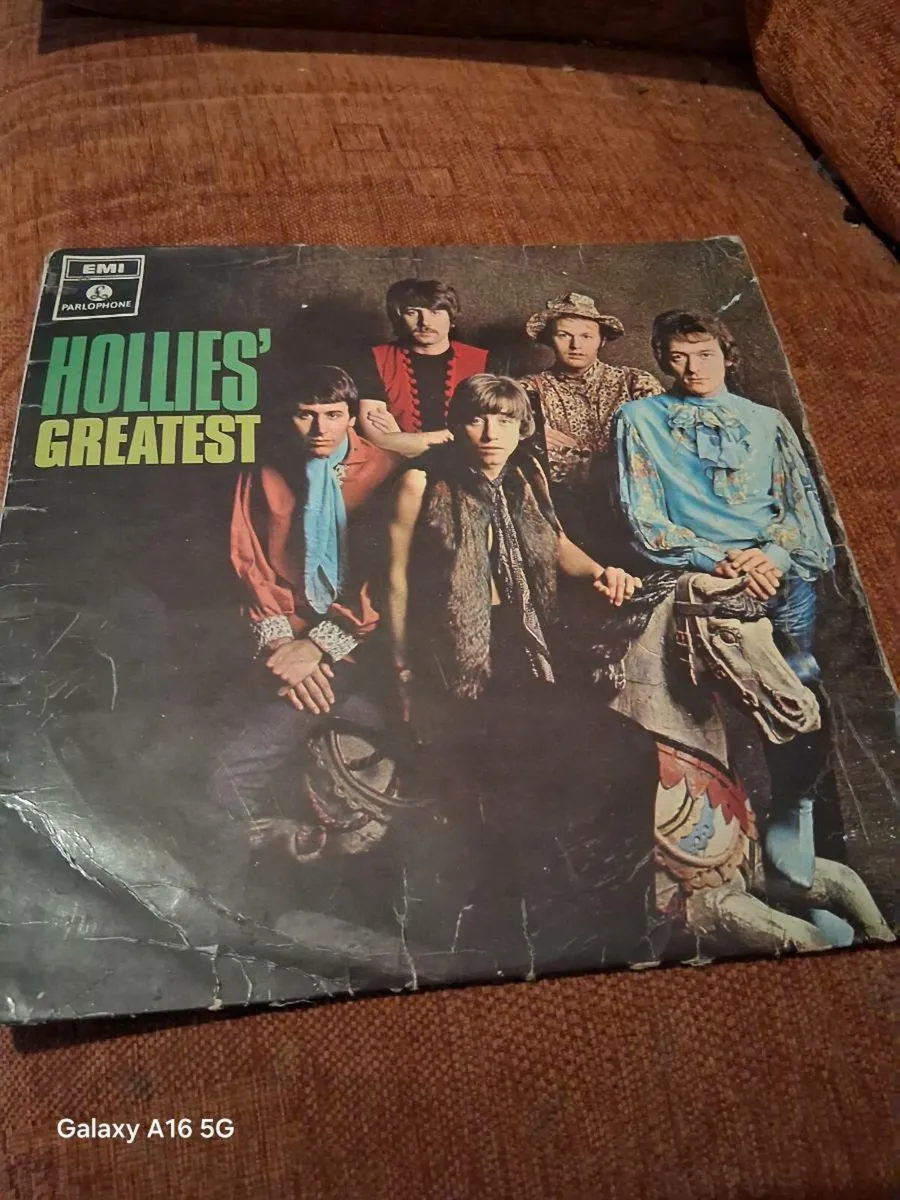 EMI
PARLOPHONE
HOLLIES'
GREATEST
Galaxy A16 5G